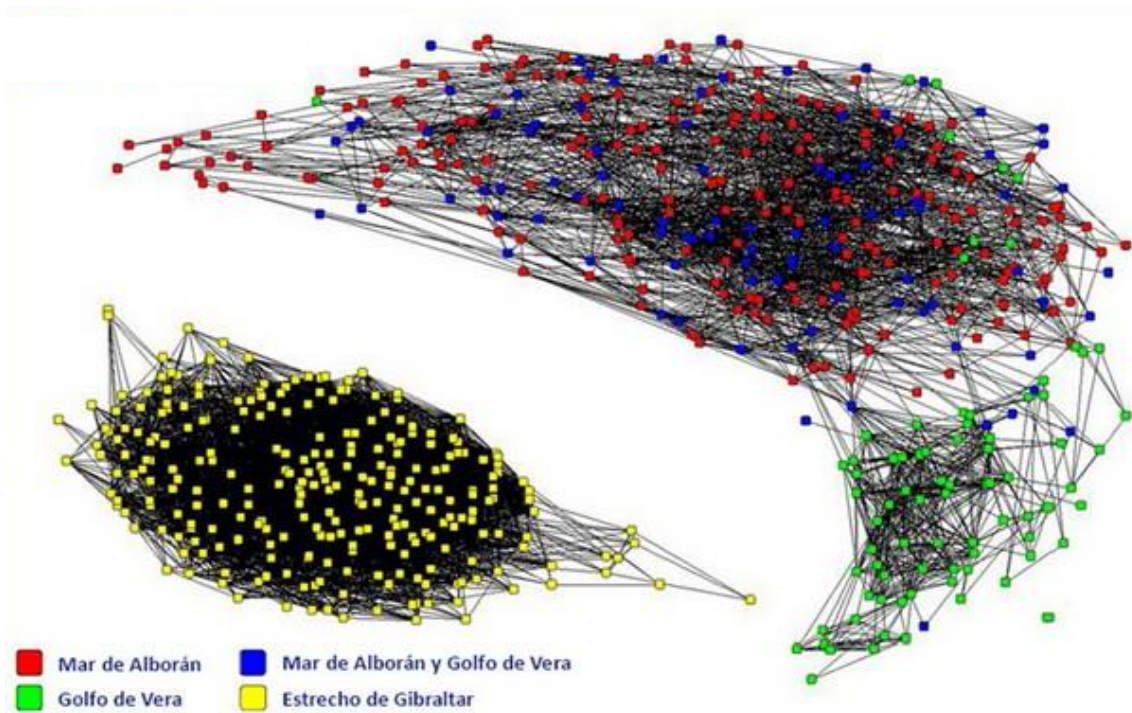 Mar de Alborán
Mar de Alborán y Golfo de Vera
Golfo de Vera
Estrecho de Gibraltar